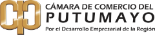 CÁMARA DE COMERCIO DEL
PUTUMAYO
Por el Desarrollo Empresarial de la Región